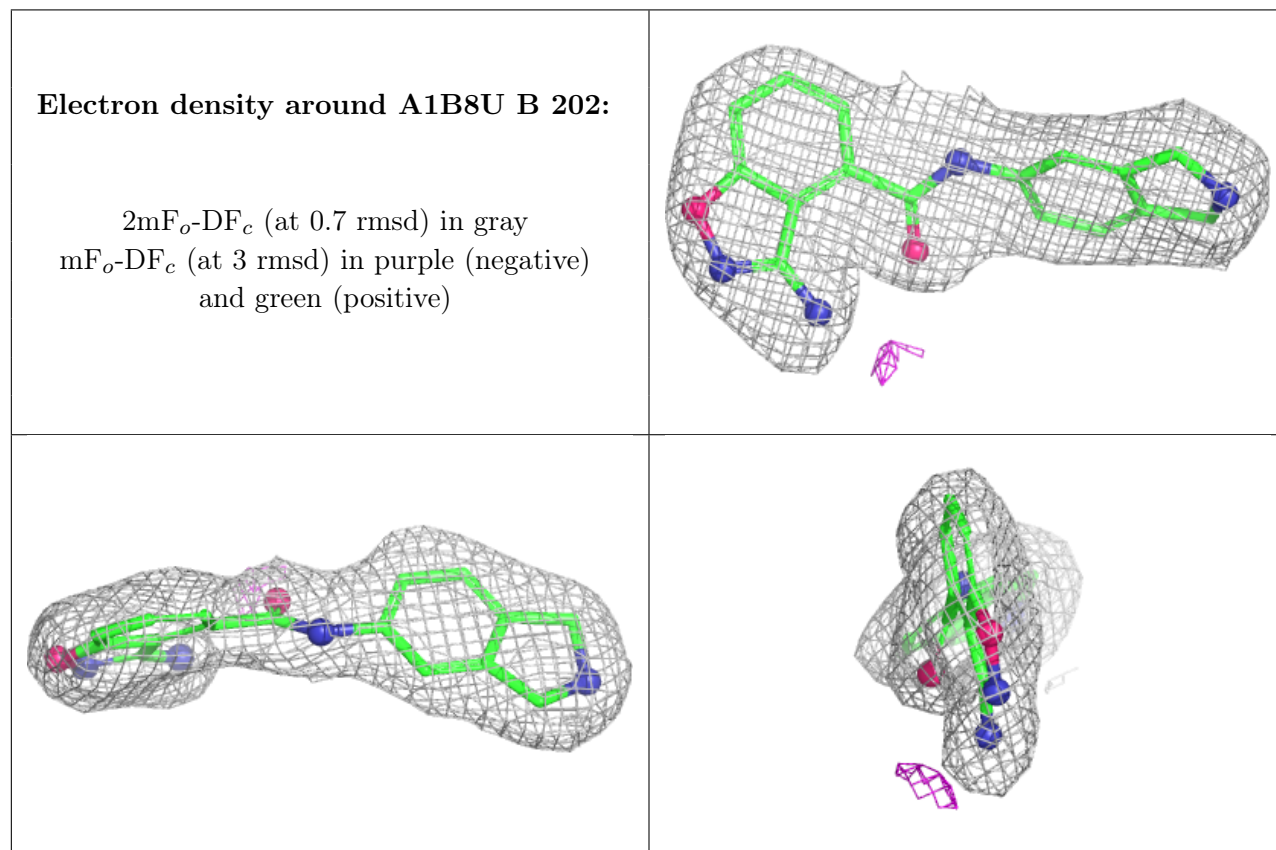 Electron density around A1B8U B 202:
2mFo-DFc (at 0.7 rmsd) in gray
mFo-DFc (at 3 rmsd) in purple (negative)
and green (positive)